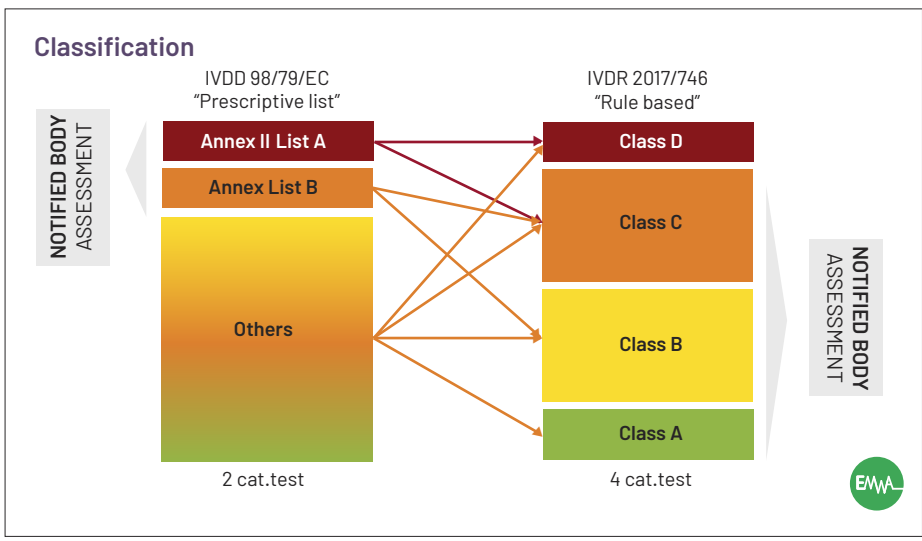 Classification
IVDD 98/79/EC
“Prescriptive list”
IVDR 2017/746
“Rule based”
NOTIFIED BODY
ASSESSMENT
Annex II List A
Annex List B
Others
2 cat.test
Class D
Class C
Class B
Class A
4 cat.test
NOTIFIED BODY
ASSESSMENT
EMWA